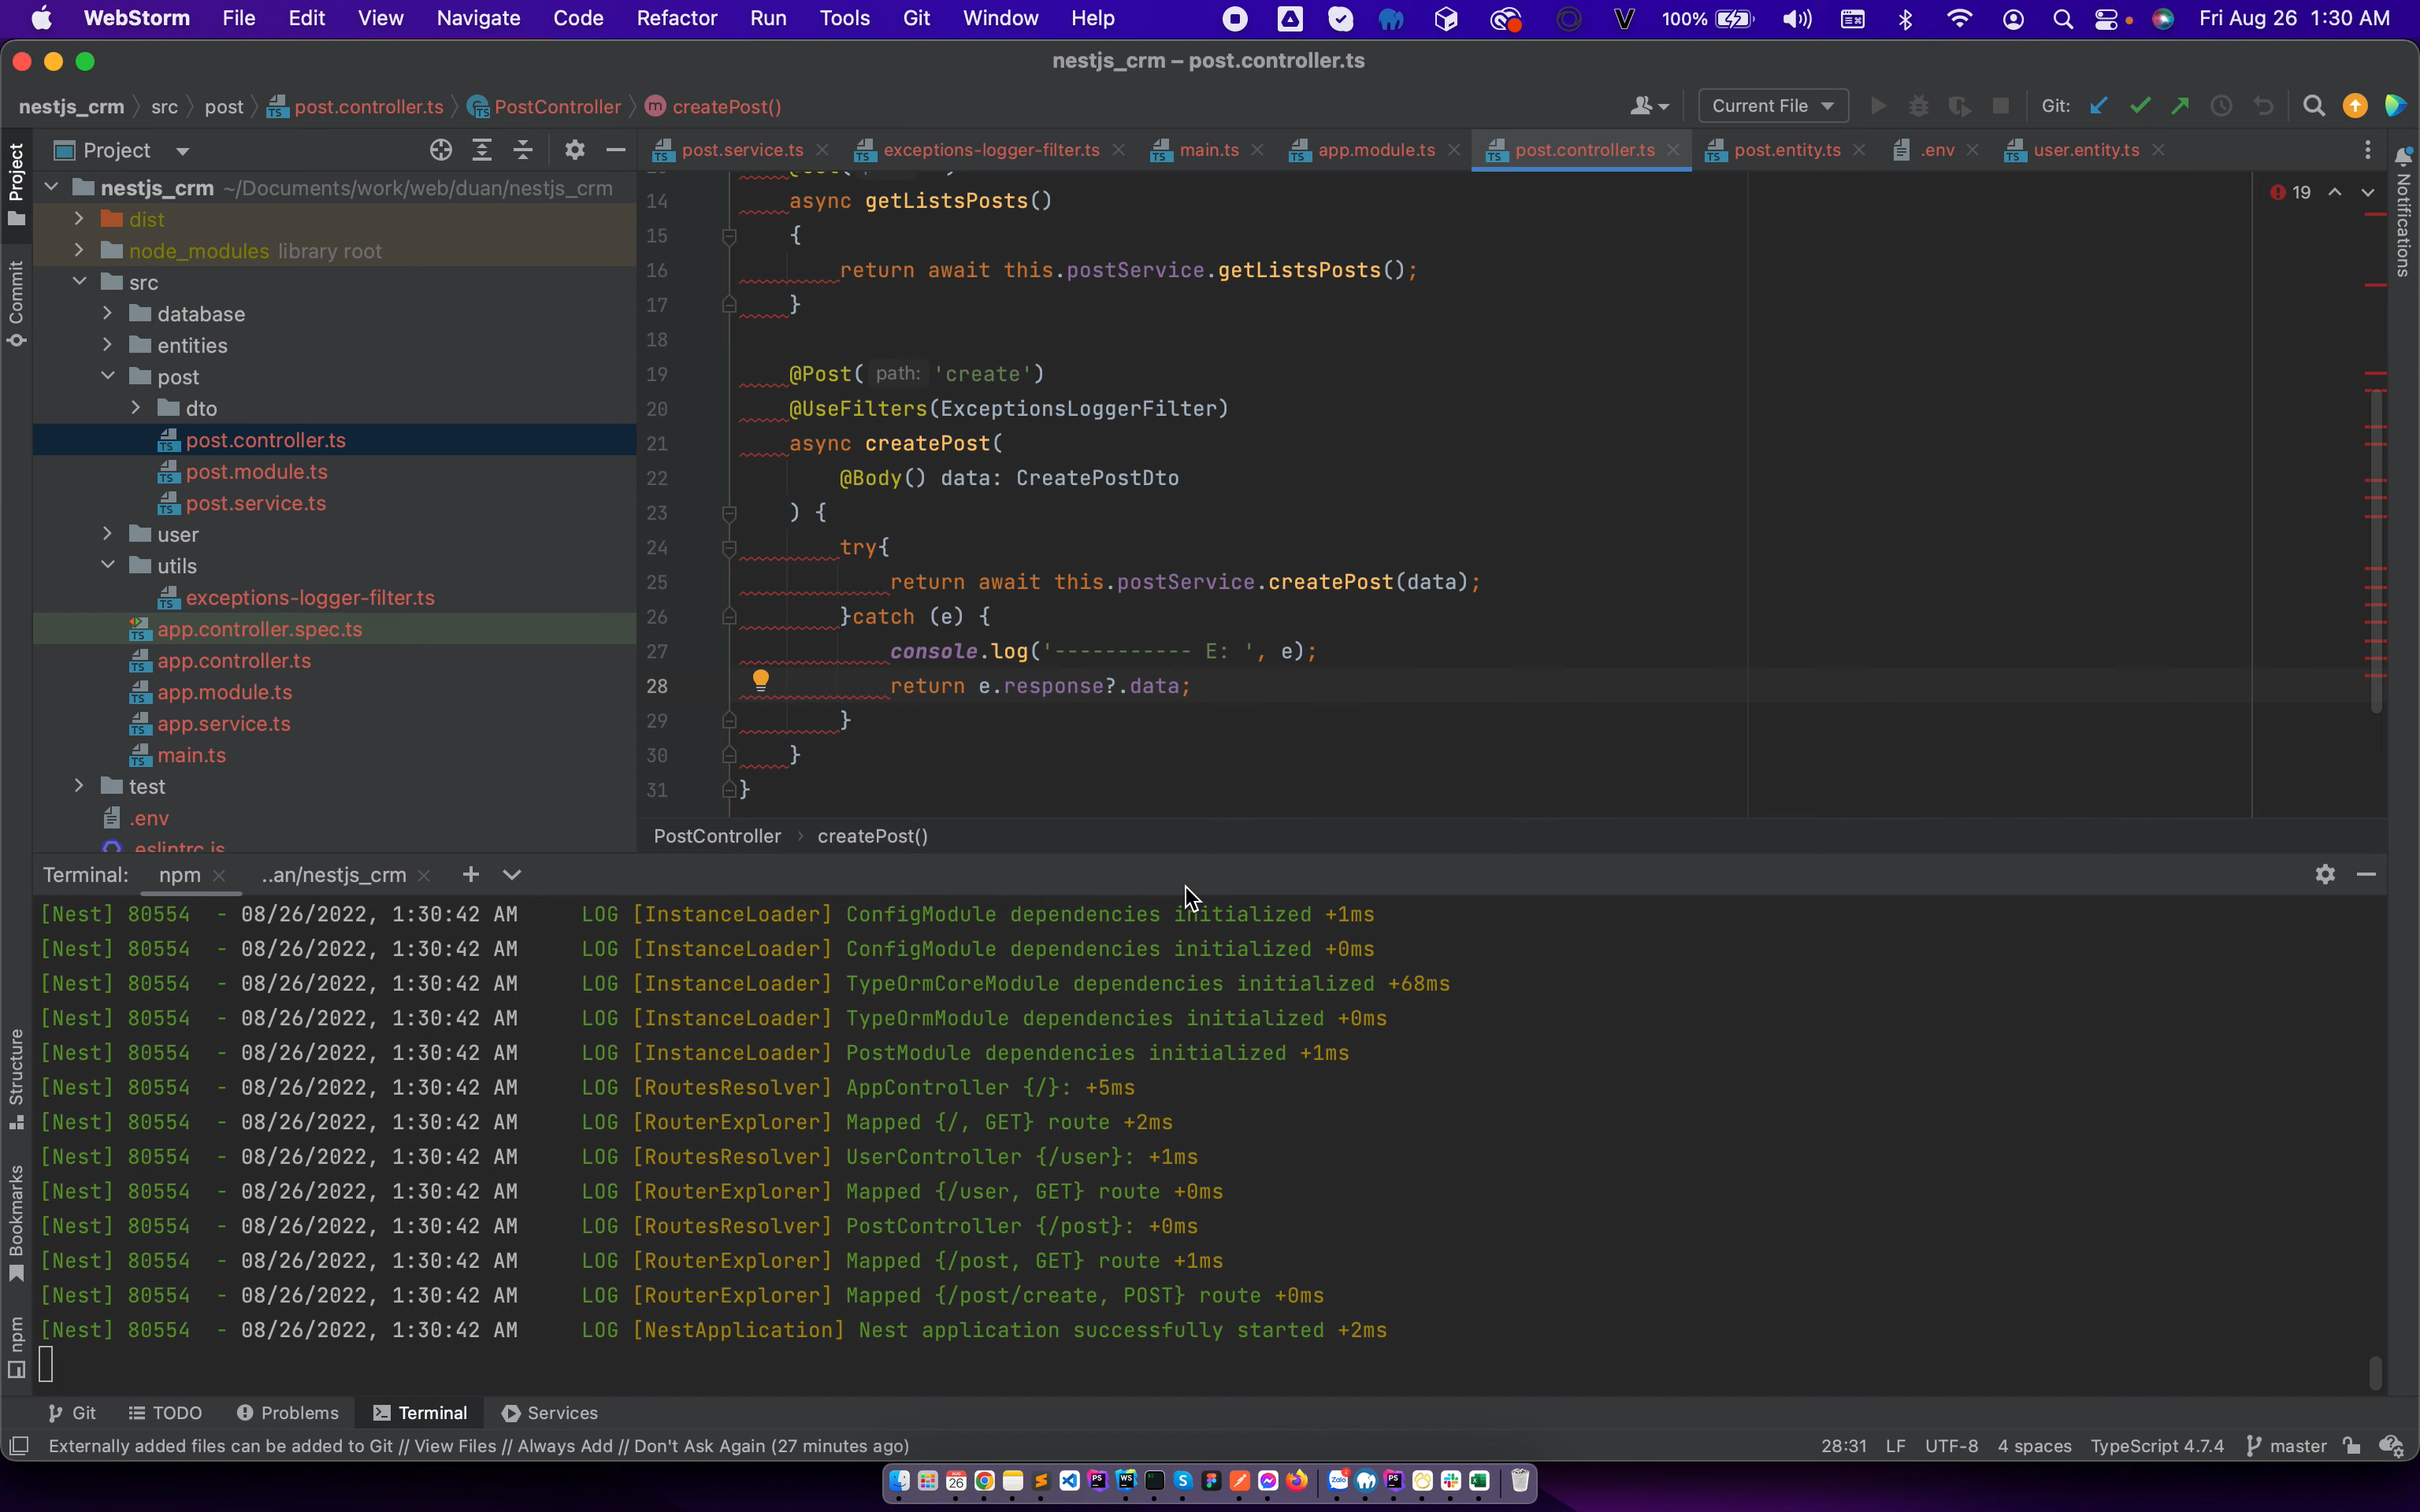 WebStorm File Edit View Navigate Code Refactor Run Tools Git Window Help 100% Fri Aug 26 1:30 AM
nestjs_crm – post.controller.ts
nestjs_crm src post post.controller.ts PostController createPost() Current File Git:
Project
post.service.ts exceptions-logger-filter.ts main.ts app.module.ts post.controller.ts post.entity.ts .env user.entity.ts
nestjs_crm ~/Documents/work/web/duan/nestjs_crm
dist
node_modules library root
src
database
entities
post
dto
post.controller.ts
post.module.ts
post.service.ts
user
utils
exceptions-logger-filter.ts
app.controller.spec.ts
app.controller.ts
app.module.ts
app.service.ts
main.ts
test
.env
.eslintrc.js
19
14 async getListsPosts()
15 {
16 return await this.postService.getListsPosts();
17 }
18
19 @Post( path: 'create')
20 @UseFilters(ExceptionsLoggerFilter)
21 async createPost(
22 @Body() data: CreatePostDto
23 ) {
24 try{
25 return await this.postService.createPost(data);
26 }catch (e) {
27 console.log('----------- E: ', e);
28 return e.response?.data;
29 }
30 }
31 }
PostController createPost()
Project
Commit
Structure
Bookmarks
npm
Notifications
Terminal: npm ..an/nestjs_crm
[Nest] 80554 - 08/26/2022, 1:30:42 AM LOG [InstanceLoader] ConfigModule dependencies initialized +1ms
[Nest] 80554 - 08/26/2022, 1:30:42 AM LOG [InstanceLoader] ConfigModule dependencies initialized +0ms
[Nest] 80554 - 08/26/2022, 1:30:42 AM LOG [InstanceLoader] TypeOrmCoreModule dependencies initialized +68ms
[Nest] 80554 - 08/26/2022, 1:30:42 AM LOG [InstanceLoader] TypeOrmModule dependencies initialized +0ms
[Nest] 80554 - 08/26/2022, 1:30:42 AM LOG [InstanceLoader] PostModule dependencies initialized +1ms
[Nest] 80554 - 08/26/2022, 1:30:42 AM LOG [RoutesResolver] AppController {/}: +5ms
[Nest] 80554 - 08/26/2022, 1:30:42 AM LOG [RouterExplorer] Mapped {/, GET} route +2ms
[Nest] 80554 - 08/26/2022, 1:30:42 AM LOG [RoutesResolver] UserController {/user}: +1ms
[Nest] 80554 - 08/26/2022, 1:30:42 AM LOG [RouterExplorer] Mapped {/user, GET} route +0ms
[Nest] 80554 - 08/26/2022, 1:30:42 AM LOG [RoutesResolver] PostController {/post}: +0ms
[Nest] 80554 - 08/26/2022, 1:30:42 AM LOG [RouterExplorer] Mapped {/post, GET} route +1ms
[Nest] 80554 - 08/26/2022, 1:30:42 AM LOG [RouterExplorer] Mapped {/post/create, POST} route +0ms
[Nest] 80554 - 08/26/2022, 1:30:42 AM LOG [NestApplication] Nest application successfully started +2ms
Git TODO Problems Terminal Services
Externally added files can be added to Git // View Files // Always Add // Don't Ask Again (27 minutes ago) 28:31 LF UTF-8 4 spaces TypeScript 4.7.4 master